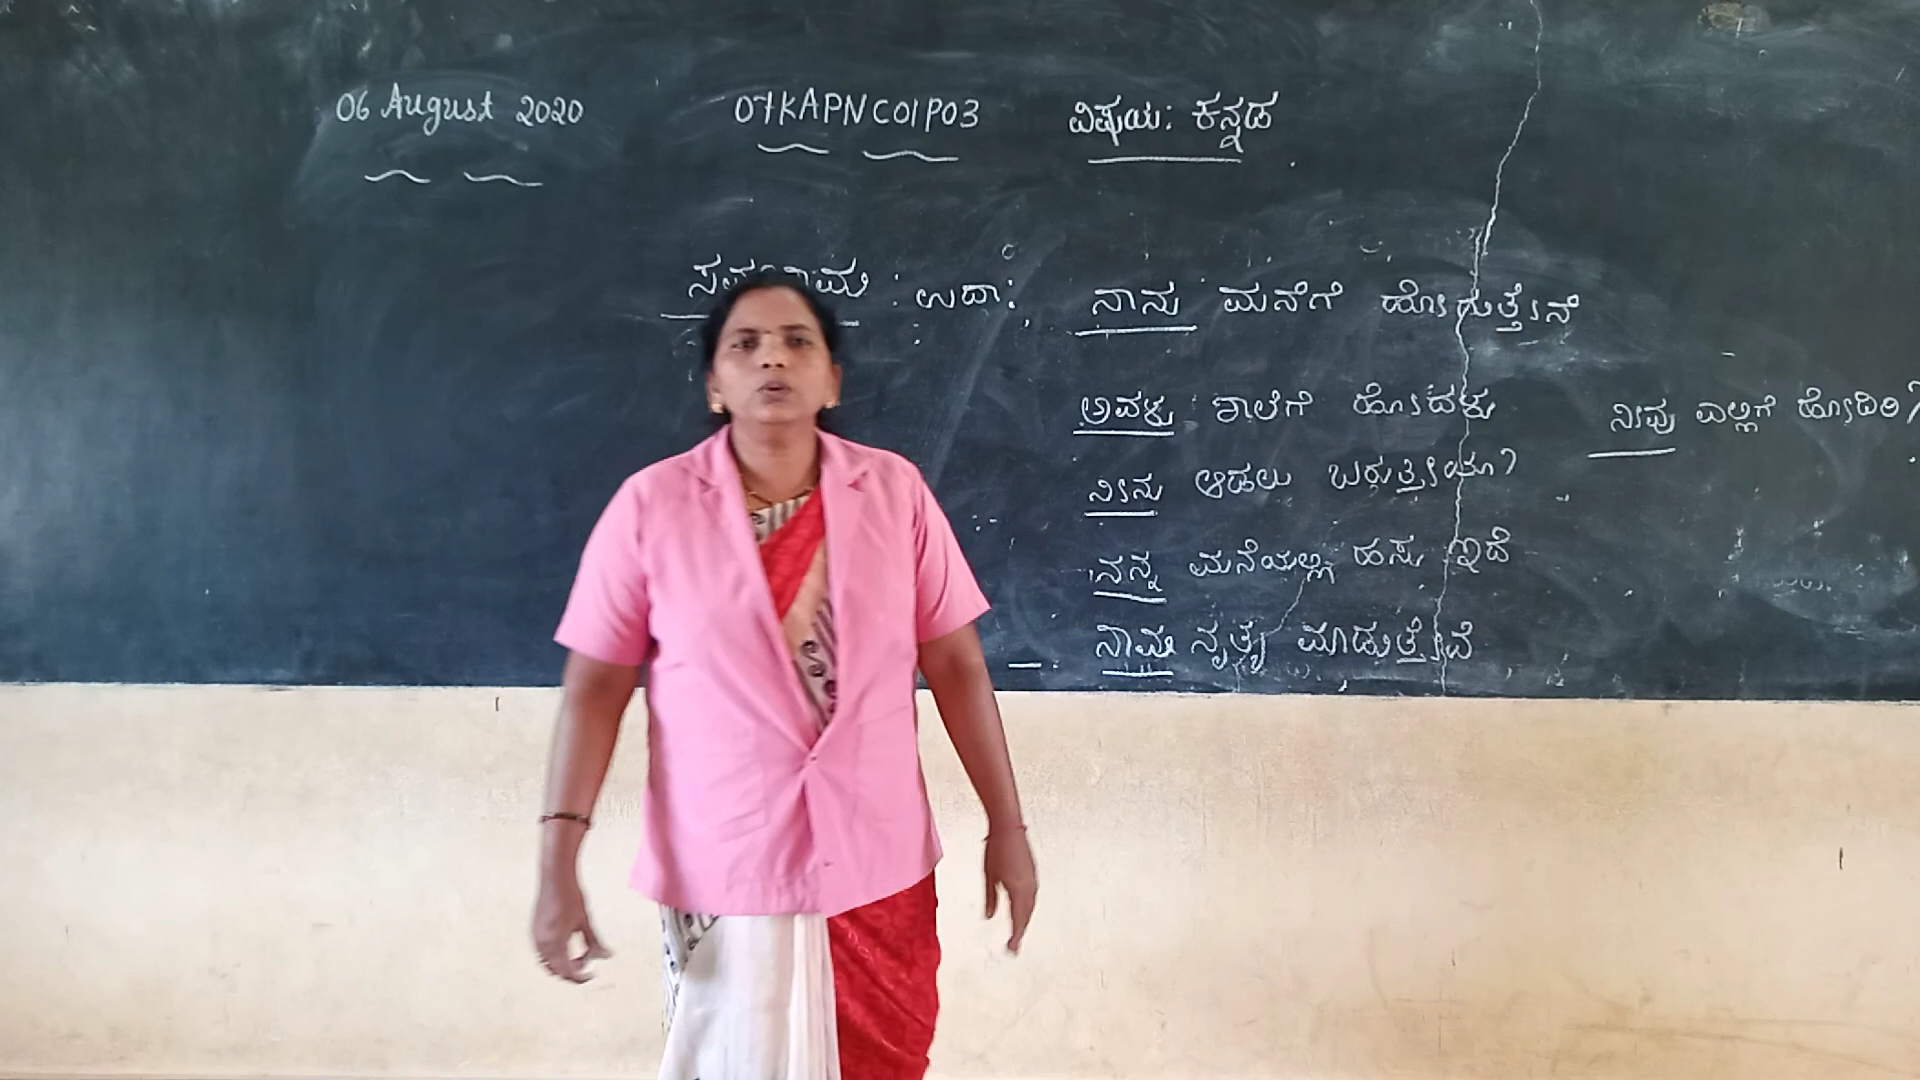 06 August 2020 07KAPNC01P03 ವಿಷಯ: ಕನ್ನಡ
: ಉದಾ: ನಾನು ಮನೆಗೆ ಹೋಗುತ್ತೇನೆ
ಅವಳು ಶಾಲೆಗೆ ಹೋದಳು ನೀವು ಎಲ್ಲಿಗೆ ಹೋದಿರಿ?
ನೀನು ಆಡಲು ಬರುತ್ತೀಯಾ?
ನನ್ನ ಮನೆಯಲ್ಲಿ ಹಸು ಇದೆ
ನಾವು ನೃತ್ಯ ಮಾಡುತ್ತೇವೆ